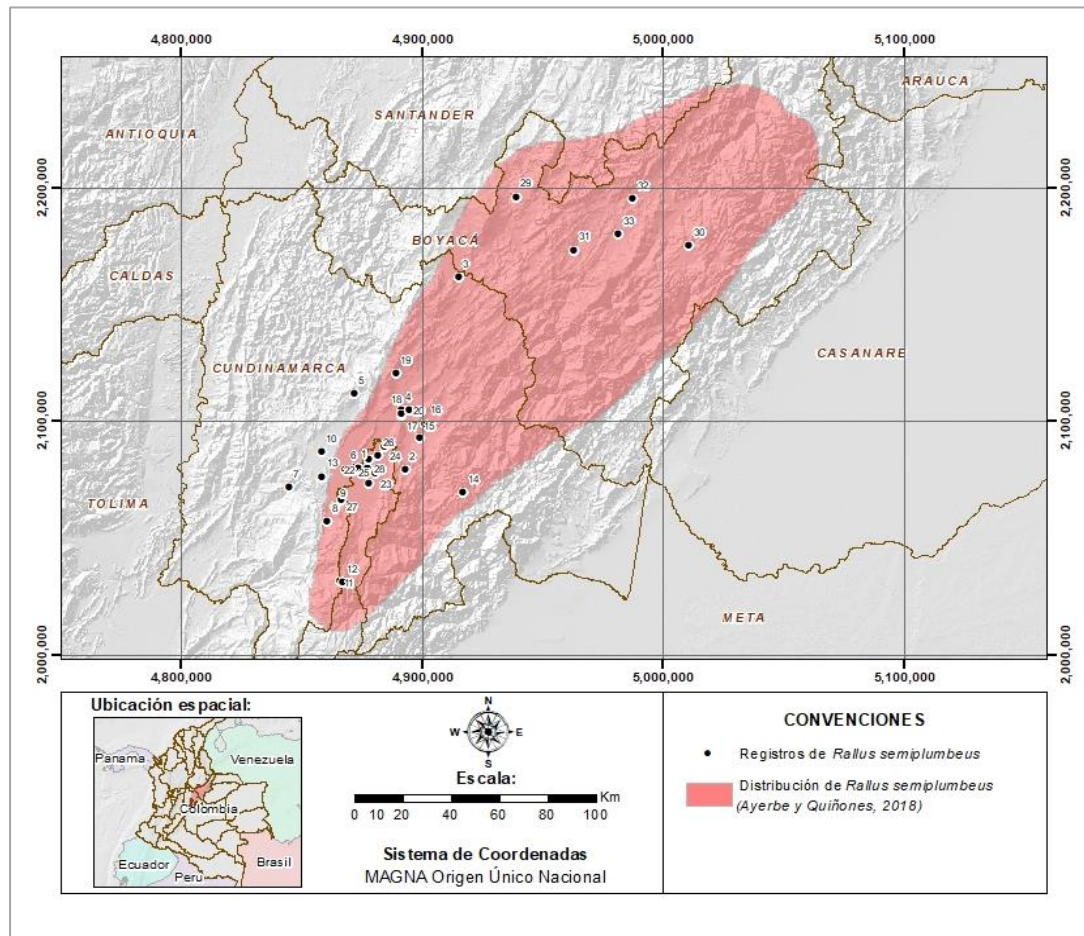 4,800,000
4,900,000
5,000,000
5,100,000
ARAUCA
SANTANDER
ANTIOQUIA
2,200,000
2,200,000
29
32
33
31
30
BOYACÁ
3
CALDAS
CASANARE
CUNDINAMARCA
19
5
18
4
20
16
2,100,000
2,100,000
17
15
10
26
6
1
24
2
13
22
25
28
7
23
14
9
TOLIMA
8
27
12
11
META
2,000,000
2,000,000
4,800,000
4,900,000
5,000,000
5,100,000
Ubicación espacial:
Panama
Venezuela
Colombia
Ecuador
Peru
Brasil
N
W
E
S
Escala:
Km
0 10 20 40 60 80 100
Sistema de Coordenadas
MAGNA Origen Único Nacional
CONVENCIONES
Registros de Rallus semiplumbeus
Distribución de Rallus semiplumbeus
(Ayerbe y Quiñones, 2018)